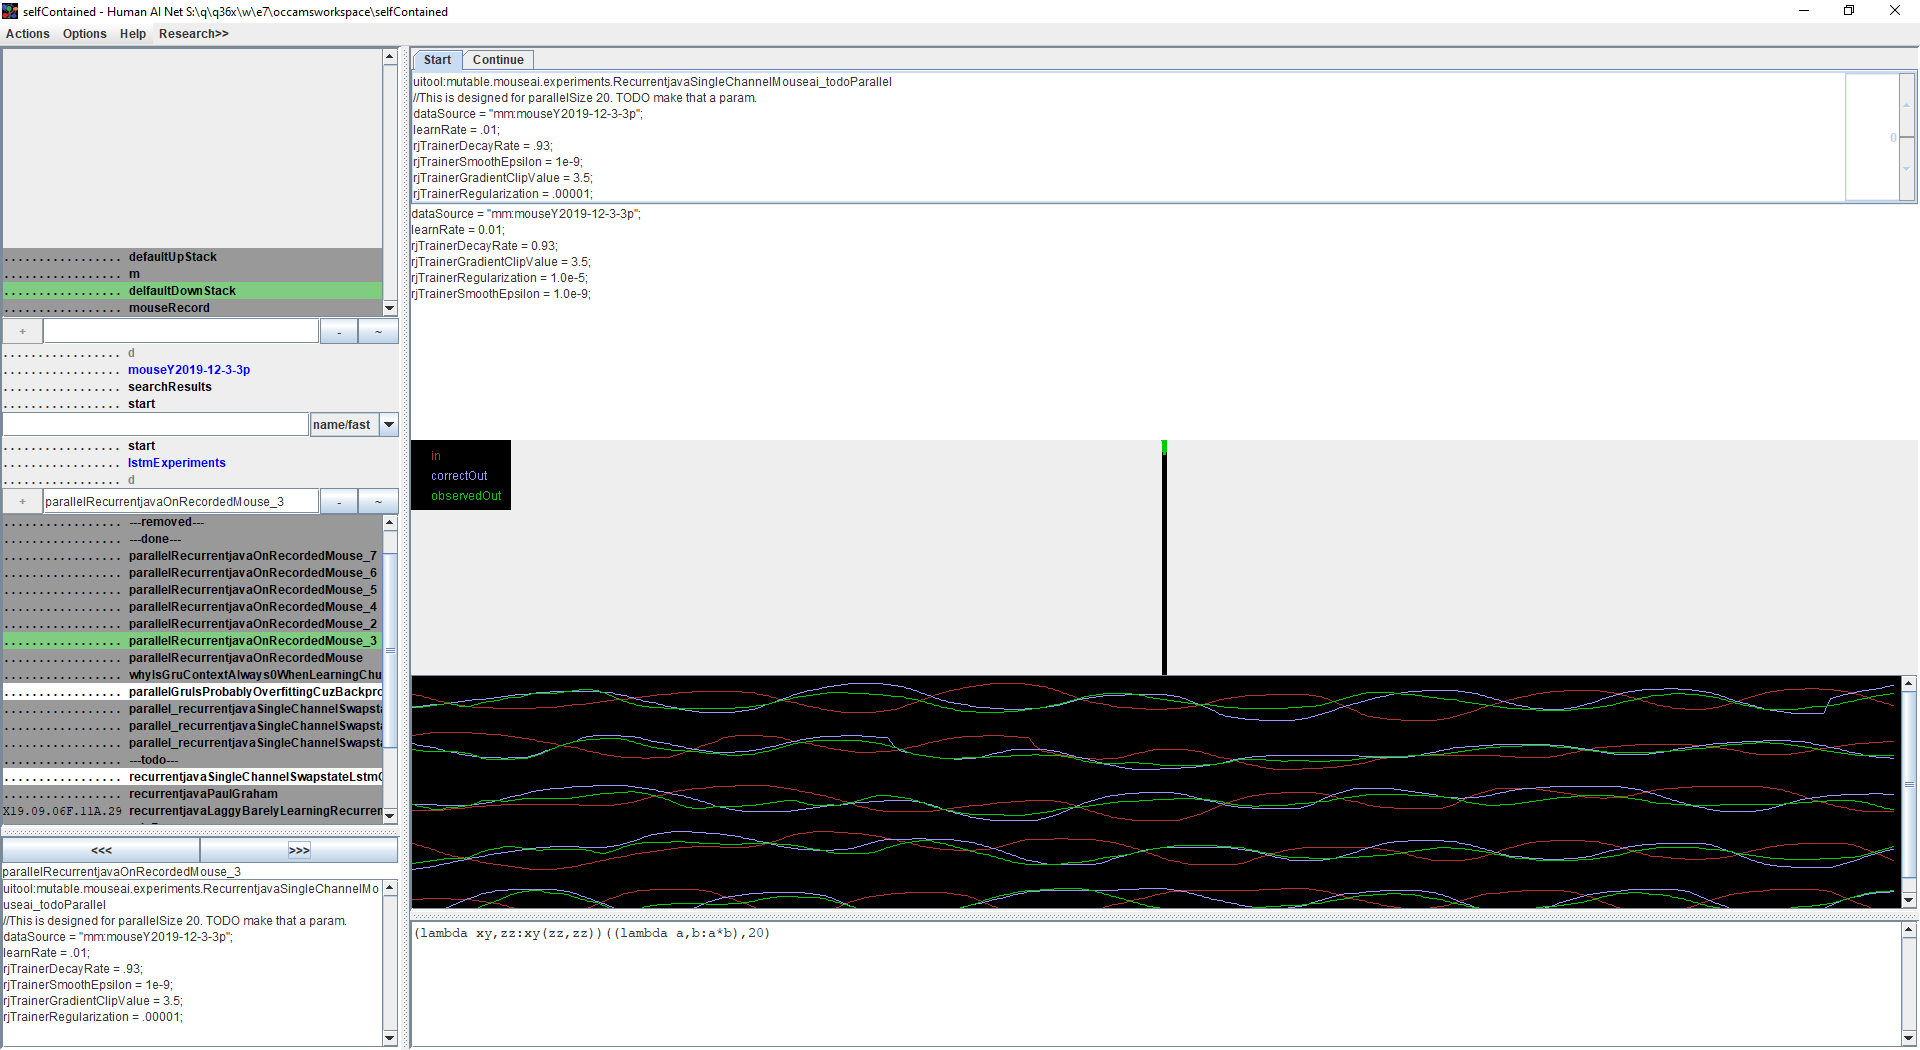 selfContained - Human AI Net S:\q\q36x\w\e7\occamsworkspace\selfContained
Actions Options Help Research>>
................. defaultUpStack
................. m
................. delfaultDownStack
................. mouseRecord
+ - ~
................. d
................. mouseY2019-12-3-3p
................. searchResults
................. start
name/fast
................. start
................. lstmExperiments
................. d
+ parallelRecurrentjavaOnRecordedMouse_3 - ~
................. ---removed---
................. ---done---
................. parallelRecurrentjavaOnRecordedMouse_7
................. parallelRecurrentjavaOnRecordedMouse_6
................. parallelRecurrentjavaOnRecordedMouse_5
................. parallelRecurrentjavaOnRecordedMouse_4
................. parallelRecurrentjavaOnRecordedMouse_2
................. parallelRecurrentjavaOnRecordedMouse_3
................. parallelRecurrentjavaOnRecordedMouse
................. whyIsGruContextAlways0WhenLearningChu
................. parallelGruIsProbablyOverfittingCuzBackpro
................. parallel_recurrentjavaSingleChannelSwapsta
................. parallel_recurrentjavaSingleChannelSwapsta
................. parallel_recurrentjavaSingleChannelSwapsta
................. ---todo---
................. recurrentjavaSingleChannelSwapstateLstmC
................. recurrentjavaPaulGraham
X19.09.06F.11A.29 recurrentjavaLaggyBarelyLearningRecurren
<<< >>>
parallelRecurrentjavaOnRecordedMouse_3
uitool:mutable.mouseai.experiments.RecurrentjavaSingleChannelMo
useai_todoParallel
//This is designed for parallelSize 20. TODO make that a param.
dataSource = "mm:mouseY2019-12-3-3p";
learnRate = .01;
rjTrainerDecayRate = .93;
rjTrainerSmoothEpsilon = 1e-9;
rjTrainerGradientClipValue = 3.5;
rjTrainerRegularization = .00001;
Start Continue
uitool:mutable.mouseai.experiments.RecurrentjavaSingleChannelMouseai_todoParallel
//This is designed for parallelSize 20. TODO make that a param.
dataSource = "mm:mouseY2019-12-3-3p";
learnRate = .01;
rjTrainerDecayRate = .93;
rjTrainerSmoothEpsilon = 1e-9;
rjTrainerGradientClipValue = 3.5;
rjTrainerRegularization = .00001;
0
dataSource = "mm:mouseY2019-12-3-3p";
learnRate = 0.01;
rjTrainerDecayRate = 0.93;
rjTrainerGradientClipValue = 3.5;
rjTrainerRegularization = 1.0e-5;
rjTrainerSmoothEpsilon = 1.0e-9;
in
correctOut
observedOut
(lambda xy,zz:xy(zz,zz))((lambda a,b:a*b),20)